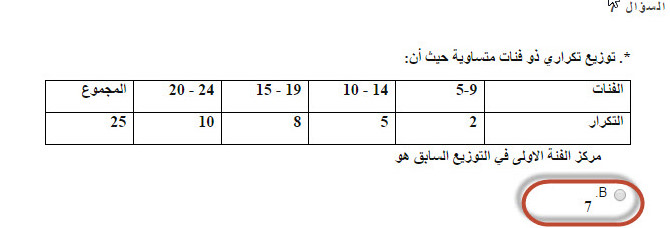 السؤال
*. توزيع تكراري ذو فئات متساوية حيث أن:
الفئات 5-9 10 - 14 15 - 19 20 - 24 المجموع
التكرار 2 5 8 10 25
مركز الفئة الاولى في التوزيع السابق هو
B.
7